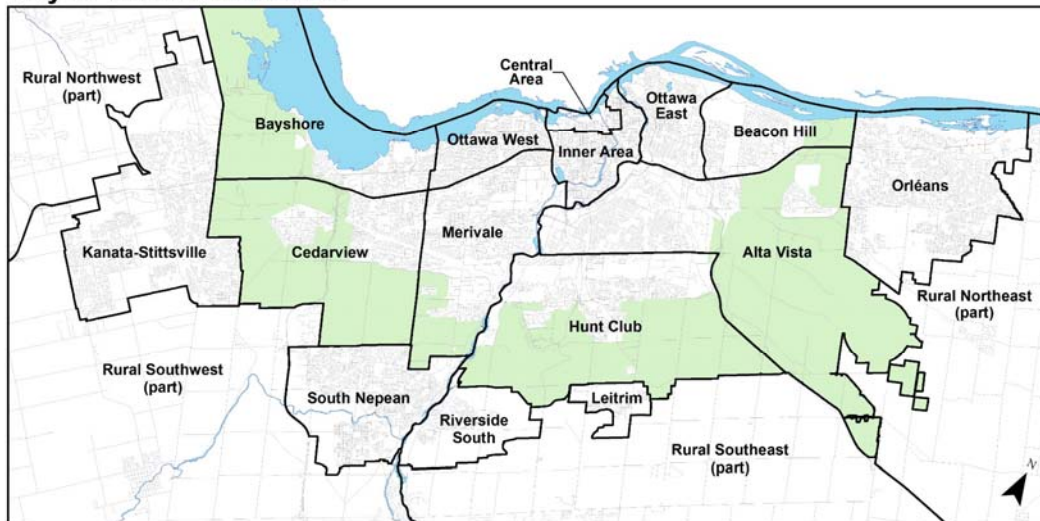 Rural Northwest
(part)
Central
Area
Bayshore
Ottawa West
Ottawa
East
Beacon Hill
Inner Area
Orléans
Kanata-Stittsville
Cedarview
Merivale
Alta Vista
Rural Northeast
(part)
Hunt Club
Rural Southwest
(part)
South Nepean
Leitrim
Riverside
South
Rural Southeast
(part)
N